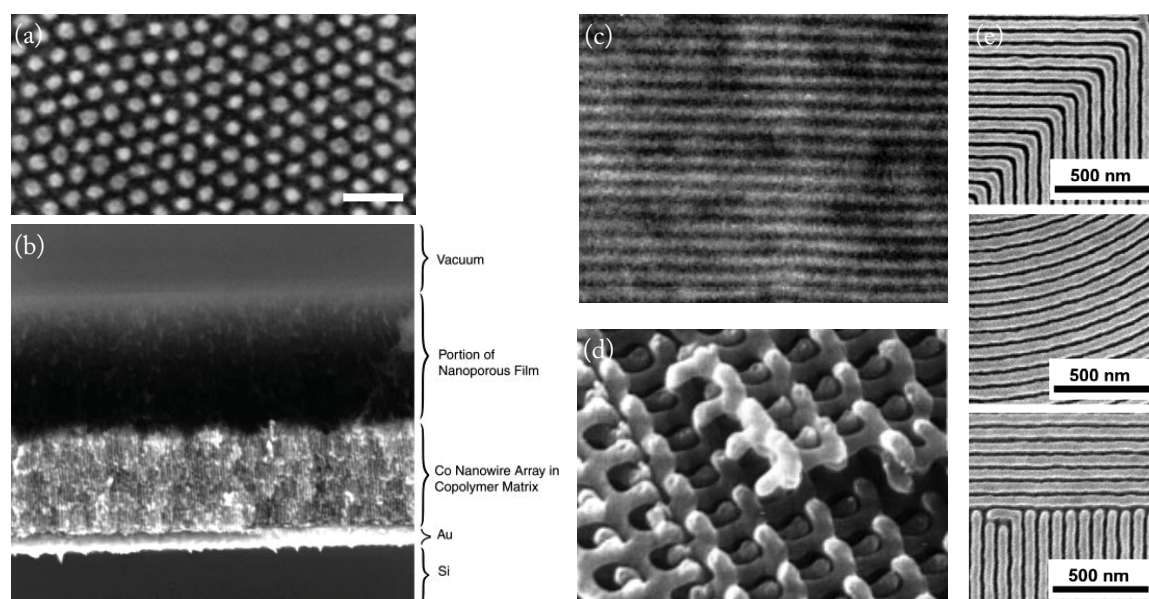 (a)
(b)
Vacuum
Portion of
Nanoporous Film
Co Nanowire Array in
Copolymer Matrix
Au
Si
(c)
(d)
(e)
500 nm
500 nm
500 nm